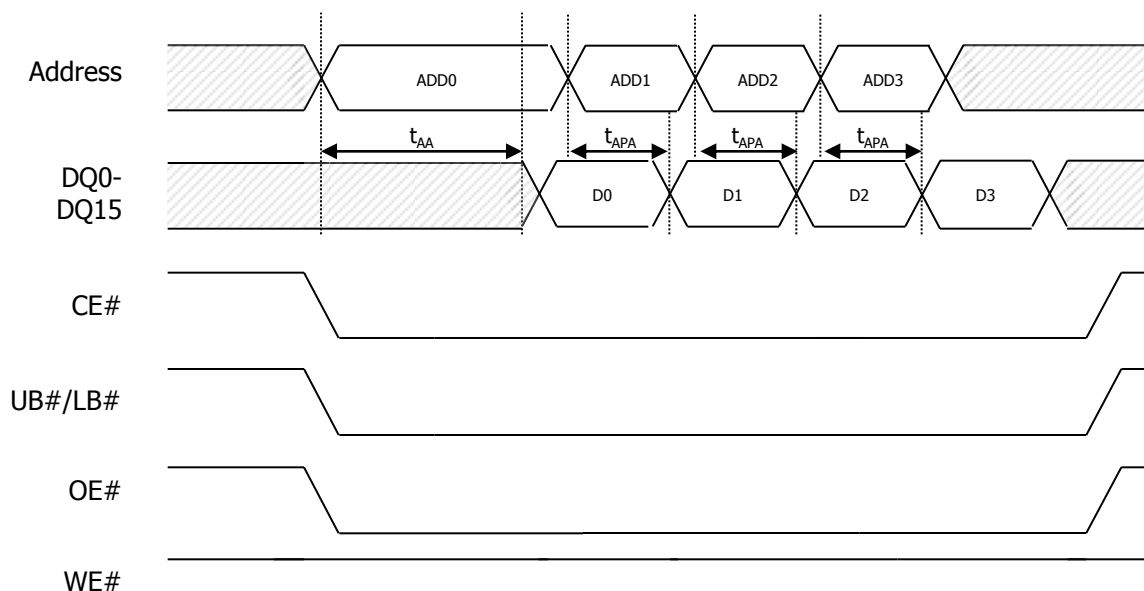 Address
ADD0 ADD1 ADD2 ADD3
tAA tAPA tAPA tAPA
DQ0-
DQ15
D0 D1 D2 D3
CE#
UB#/LB#
OE#
WE#